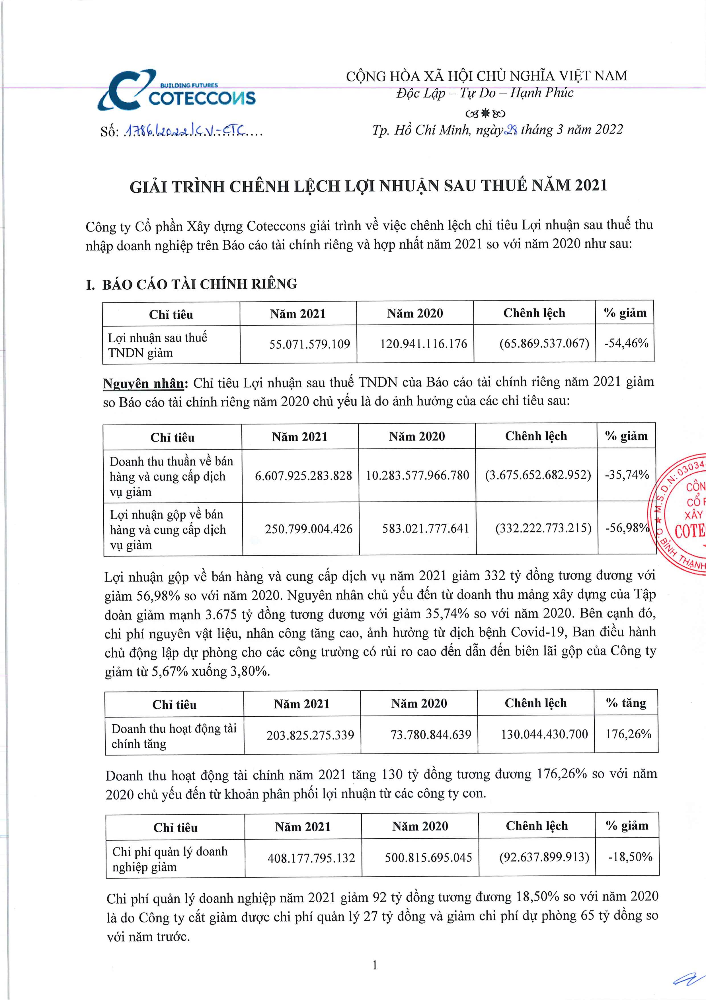 BUILDING FUTURES
COTECCONS
CỘNG HÒA XÃ HỘI CHỦ NGHĨA VIỆT NAM
Độc Lập – Tự Do – Hạnh Phúc
Số: 1786/2022/CV-CTC
Tp. Hồ Chí Minh, ngày 28 tháng 3 năm 2022
GIẢI TRÌNH CHÊNH LỆCH LỢI NHUẬN SAU THUẾ NĂM 2021
Công ty Cổ phần Xây dựng Coteccons giải trình về việc chênh lệch chỉ tiêu Lợi nhuận sau thuế thu
nhập doanh nghiệp trên Báo cáo tài chính riêng và hợp nhất năm 2021 so với năm 2020 như sau:
I. BÁO CÁO TÀI CHÍNH RIÊNG
Chỉ tiêu Năm 2021 Năm 2020 Chênh lệch % giảm
Lợi nhuận sau thuế
TNDN giảm 55.071.579.109 120.941.116.176 (65.869.537.067) -54,46%
Nguyên nhân: Chỉ tiêu Lợi nhuận sau thuế TNDN của Báo cáo tài chính riêng năm 2021 giảm
so Báo cáo tài chính riêng năm 2020 chủ yếu là do ảnh hưởng của các chỉ tiêu sau:
Chỉ tiêu Năm 2021 Năm 2020 Chênh lệch % giảm
Doanh thu thuần về bán
hàng và cung cấp dịch 6.607.925.283.828 10.283.577.966.780 (3.675.652.682.952) -35,74%
vụ giảm
Lợi nhuận gộp về bán
hàng và cung cấp dịch 250.799.004.426 583.021.777.641 (332.222.773.215) -56,98%
vụ giảm
M.S.D.N: 03034
CÔN
CỔ P
XÂY
COTE
Q. BÌNH THẠNH
Lợi nhuận gộp về bán hàng và cung cấp dịch vụ năm 2021 giảm 332 tỷ đồng tương đương với
giảm 56,98% so với năm 2020. Nguyên nhân chủ yếu đến từ doanh thu mảng xây dựng của Tập
đoàn giảm mạnh 3.675 tỷ đồng tương đương với giảm 35,74% so với năm 2020. Bên cạnh đó,
chi phí nguyên vật liệu, nhân công tăng cao, ảnh hưởng từ dịch bệnh Covid-19, Ban điều hành
chủ động lập dự phòng cho các công trường có rủi ro cao đến dẫn đến biên lãi gộp của Công ty
giảm từ 5,67% xuống 3,80%.
Chỉ tiêu Năm 2021 Năm 2020 Chênh lệch % tăng
Doanh thu hoạt động tài
chính tăng 203.825.275.339 73.780.844.639 130.044.430.700 176,26%
Doanh thu hoạt động tài chính năm 2021 tăng 130 tỷ đồng tương đương 176,26% so với năm
2020 chủ yếu đến từ khoản phân phối lợi nhuận từ các công ty con.
Chỉ tiêu Năm 2021 Năm 2020 Chênh lệch % giảm
Chi phí quản lý doanh
nghiệp giảm 408.177.795.132 500.815.695.045 (92.637.899.913) -18,50%
Chi phí quản lý doanh nghiệp năm 2021 giảm 92 tỷ đồng tương đương 18,50% so với năm 2020
là do Công ty cắt giảm được chi phí quản lý 27 tỷ đồng và giảm chi phí dự phòng 65 tỷ đồng so
với năm trước.
1